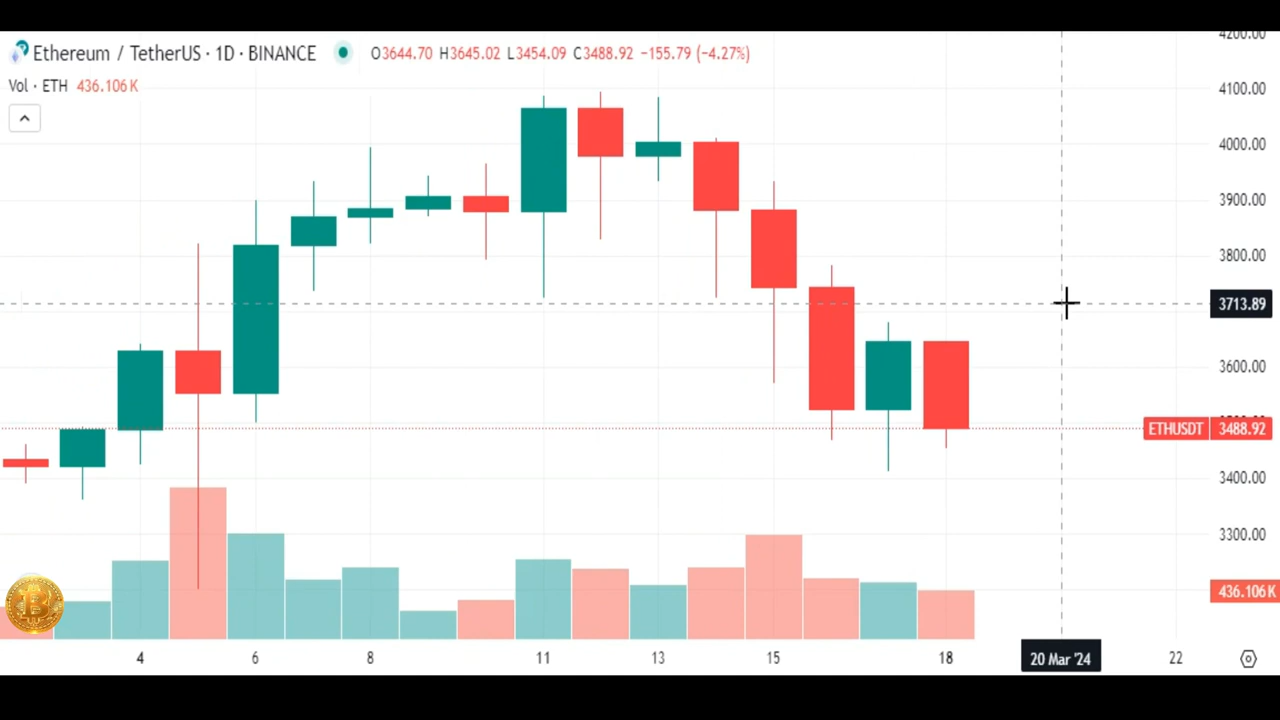 Ethereum / TetherUS · 1D · BINANCE O3644.70 H3645.02 L3454.09 C3488.92 −155.79 (−4.27%)
Vol · ETH 436.106K
4200.00
4100.00
4000.00
3900.00
3800.00
3713.89
3600.00
ETHUSDT 3488.92
3400.00
3300.00
436.106K
4 6 8 11 13 15 18 20 Mar '24 22